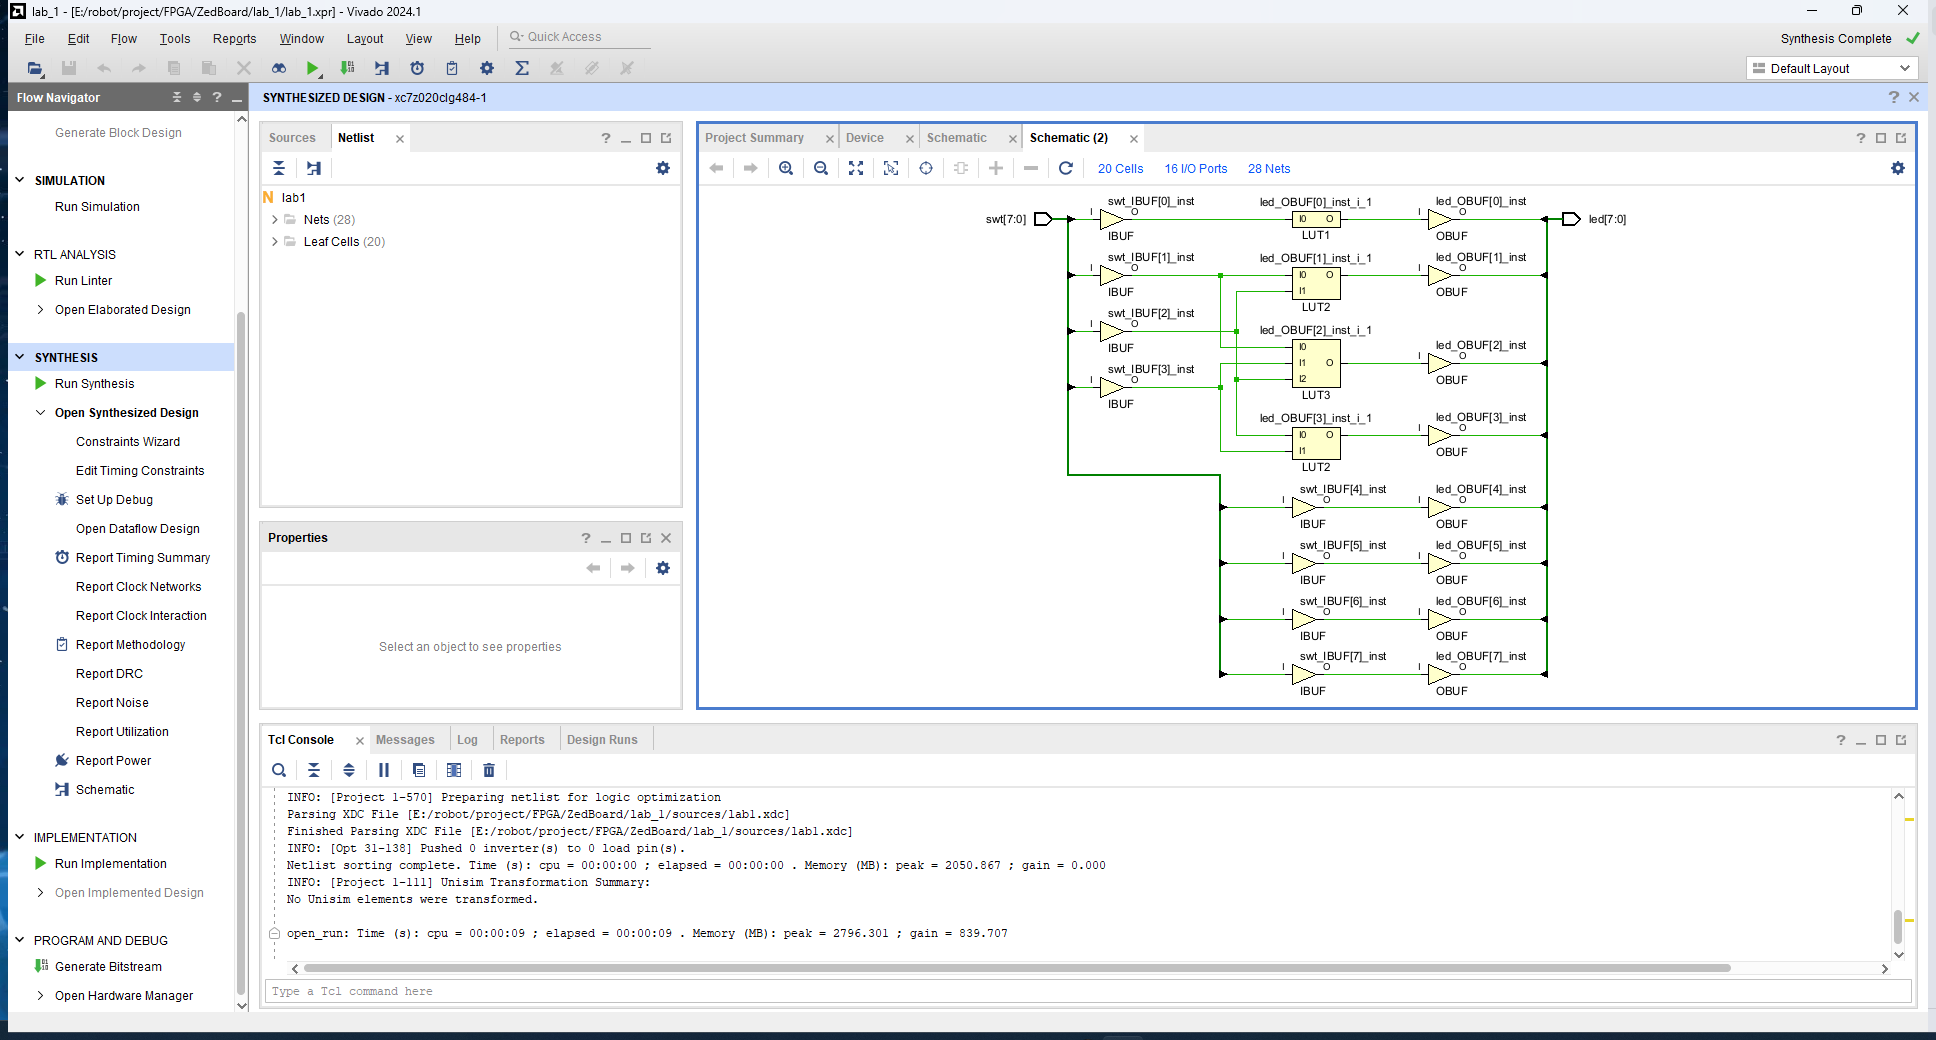 lab_1 - [E:/robot/project/FPGA/ZedBoard/lab_1/lab_1.xpr] - Vivado 2024.1
File Edit Flow Tools Reports Window Layout View Help Quick Access
Synthesis Complete
Default Layout
Flow Navigator
SYNTHESIZED DESIGN - xc7z020clg484-1
Generate Block Design
SIMULATION
Run Simulation
RTL ANALYSIS
Run Linter
Open Elaborated Design
SYNTHESIS
Run Synthesis
Open Synthesized Design
Constraints Wizard
Edit Timing Constraints
Set Up Debug
Open Dataflow Design
Report Timing Summary
Report Clock Networks
Report Clock Interaction
Report Methodology
Report DRC
Report Noise
Report Utilization
Report Power
Schematic
IMPLEMENTATION
Run Implementation
Open Implemented Design
PROGRAM AND DEBUG
Generate Bitstream
Open Hardware Manager
Sources Netlist
N lab1
Nets (28)
Leaf Cells (20)
Properties
Select an object to see properties
Project Summary Device Schematic Schematic (2)
20 Cells 16 I/O Ports 28 Nets
swt_IBUF[0]_inst led_OBUF[0]_inst_i_1 led_OBUF[0]_inst
swt[7:0] I O I0 O I O led[7:0]
IBUF LUT1 OBUF
swt_IBUF[1]_inst led_OBUF[1]_inst_i_1 led_OBUF[1]_inst
I O I0 O I O
IBUF I1 OBUF
LUT2
swt_IBUF[2]_inst
I O
IBUF
led_OBUF[2]_inst_i_1 led_OBUF[2]_inst
I0
I1 O I O
I2 OBUF
LUT3
swt_IBUF[3]_inst
I O
IBUF
led_OBUF[3]_inst_i_1 led_OBUF[3]_inst
I0 O I O
I1 OBUF
LUT2
swt_IBUF[4]_inst led_OBUF[4]_inst
I O I O
IBUF OBUF
swt_IBUF[5]_inst led_OBUF[5]_inst
I O I O
IBUF OBUF
swt_IBUF[6]_inst led_OBUF[6]_inst
I O I O
IBUF OBUF
swt_IBUF[7]_inst led_OBUF[7]_inst
I O I O
IBUF OBUF
Tcl Console Messages Log Reports Design Runs
INFO: [Project 1-570] Preparing netlist for logic optimization
Parsing XDC File [E:/robot/project/FPGA/ZedBoard/lab_1/sources/lab1.xdc]
Finished Parsing XDC File [E:/robot/project/FPGA/ZedBoard/lab_1/sources/lab1.xdc]
INFO: [Opt 31-138] Pushed 0 inverter(s) to 0 load pin(s).
Netlist sorting complete. Time (s): cpu = 00:00:00 ; elapsed = 00:00:00 . Memory (MB): peak = 2050.867 ; gain = 0.000
INFO: [Project 1-111] Unisim Transformation Summary:
No Unisim elements were transformed.
open_run: Time (s): cpu = 00:00:09 ; elapsed = 00:00:09 . Memory (MB): peak = 2796.301 ; gain = 839.707
Type a Tcl command here